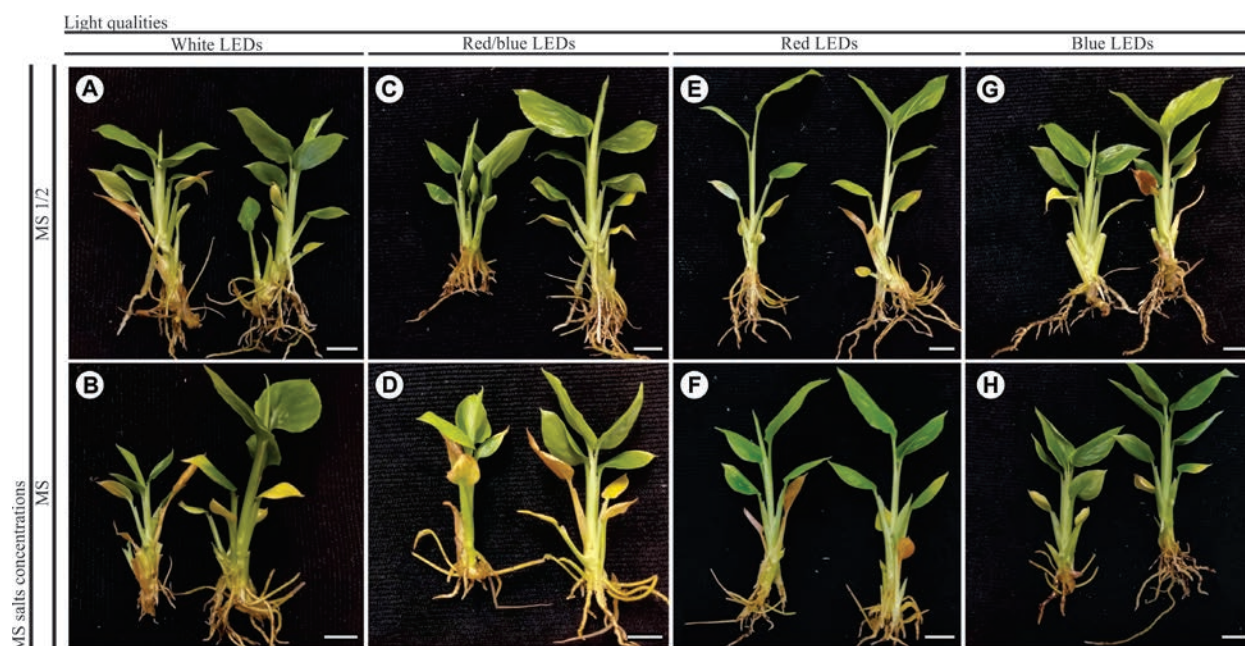 Light qualities
White LEDs
Red/blue LEDs
Red LEDs
Blue LEDs
MS 1/2
A
C
E
G
MS
B
D
F
H
MS salts concentrations